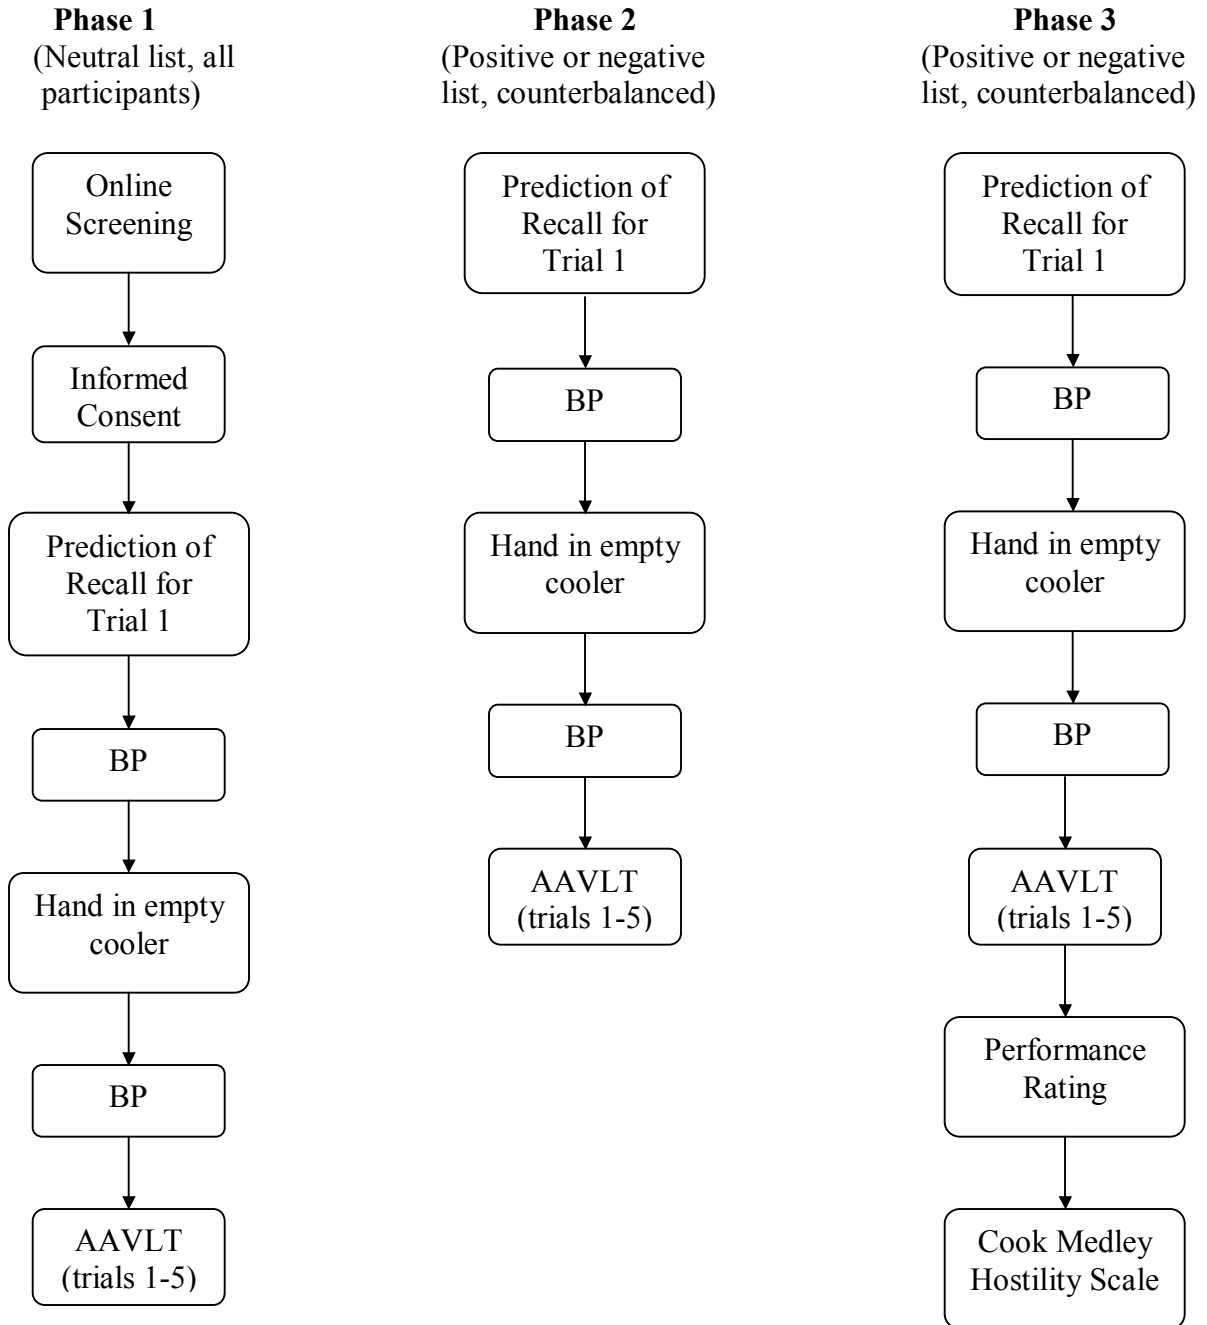 Phase 1
(Neutral list, all
participants)
Online
Screening
Informed
Consent
Prediction of
Recall for
Trial 1
BP
Hand in empty
cooler
BP
AAVLT
(trials 1-5)
Phase 2
(Positive or negative
list, counterbalanced)
Prediction of
Recall for
Trial 1
BP
Hand in empty
cooler
BP
AAVLT
(trials 1-5)
Phase 3
(Positive or negative
list, counterbalanced)
Prediction of
Recall for
Trial 1
BP
Hand in empty
cooler
BP
AAVLT
(trials 1-5)
Performance
Rating
Cook Medley
Hostility Scale